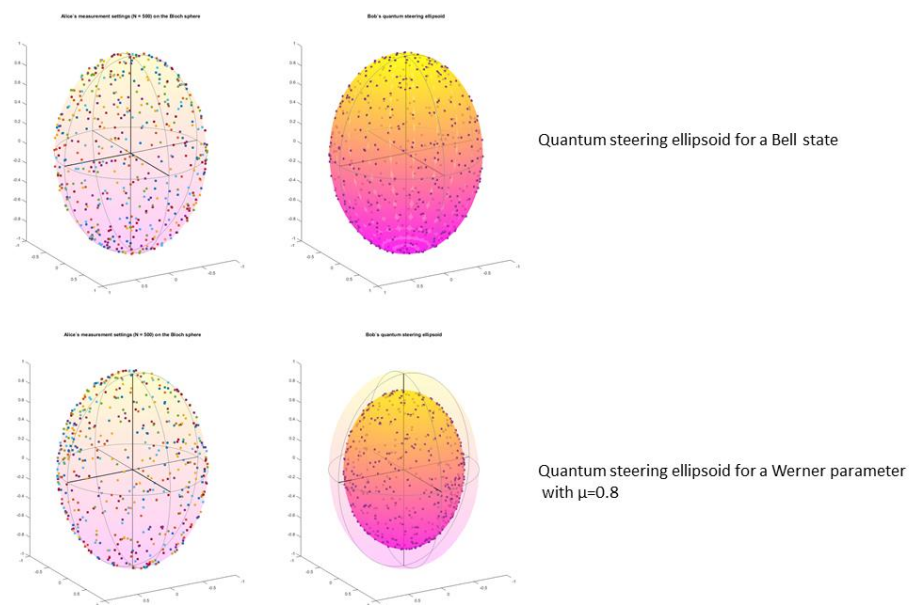 Alice's measurement settings (N = 500) on the Bloch sphere
Bob's quantum steering ellipsoid
Quantum steering ellipsoid for a Bell state
Alice's measurement settings (N = 500) on the Bloch sphere
Bob's quantum steering ellipsoid
Quantum steering ellipsoid for a Werner parameter
with μ=0.8